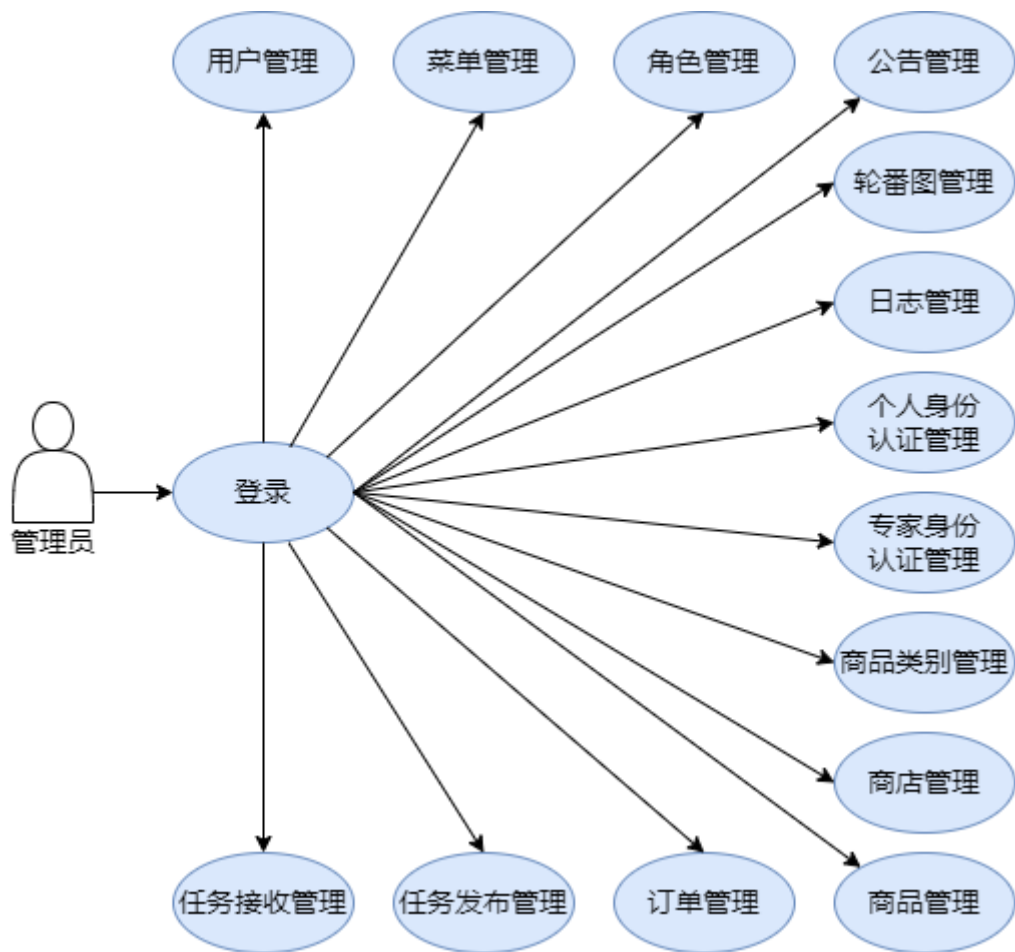 用户管理
菜单管理
角色管理
公告管理
轮番图管理
日志管理
个人身份
认证管理
登录
管理员
专家身份
认证管理
商品类别管理
商店管理
任务接收管理
任务发布管理
订单管理
商品管理